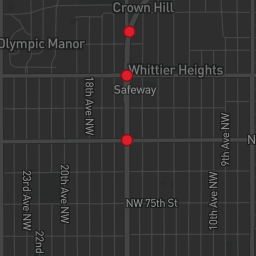 Crown Hill
Olympic Manor
Whittier Heights
Safeway
18th Ave NW
9th Ave NW
N
20th Ave NW
23rd Ave NW
10th Ave NW
NW 75th St
22nd